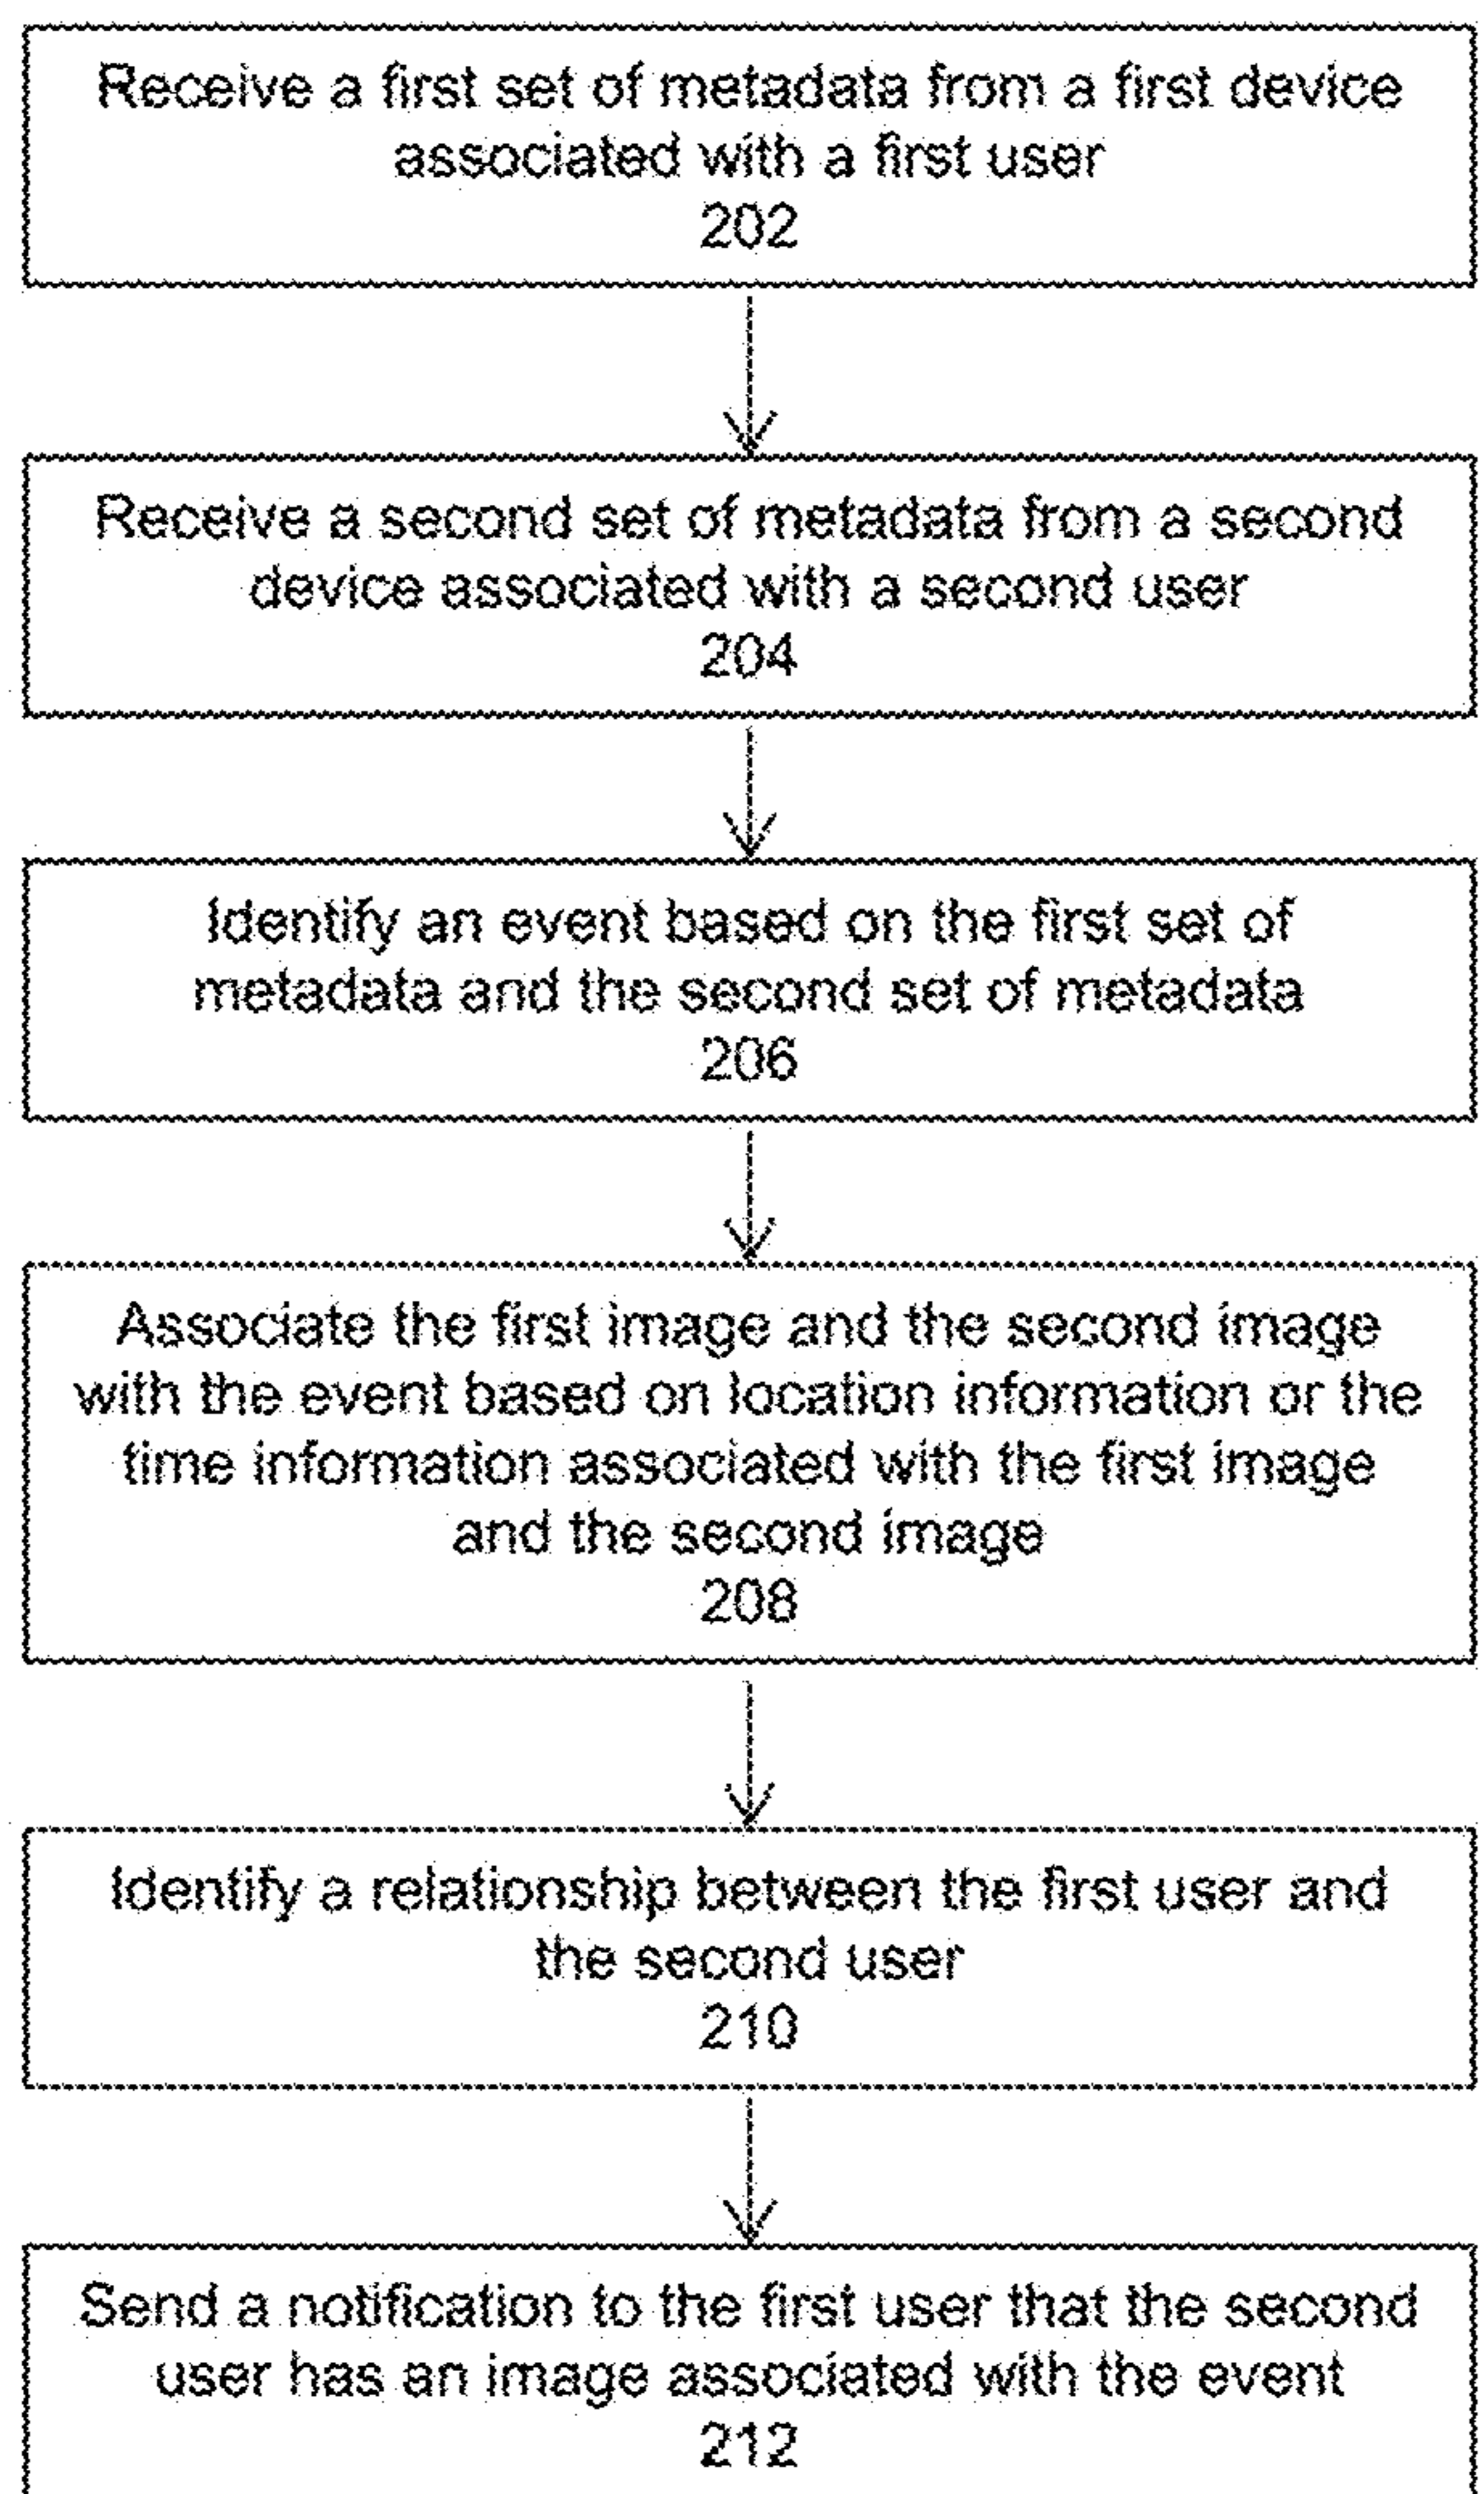 Receive a first set of metadata from a first device
associated with a first user
202
Receive a second set of metadata from a second
device associated with a second user
204
Identify an event based on the first set of
metadata and the second set of metadata
206
Associate the first image and the second image
with the event based on location information or the
time information associated with the first image
and the second image
208
Identify a relationship between the first user and
the second user
210
Send a notification to the first user that the second
user has an image associated with the event
212